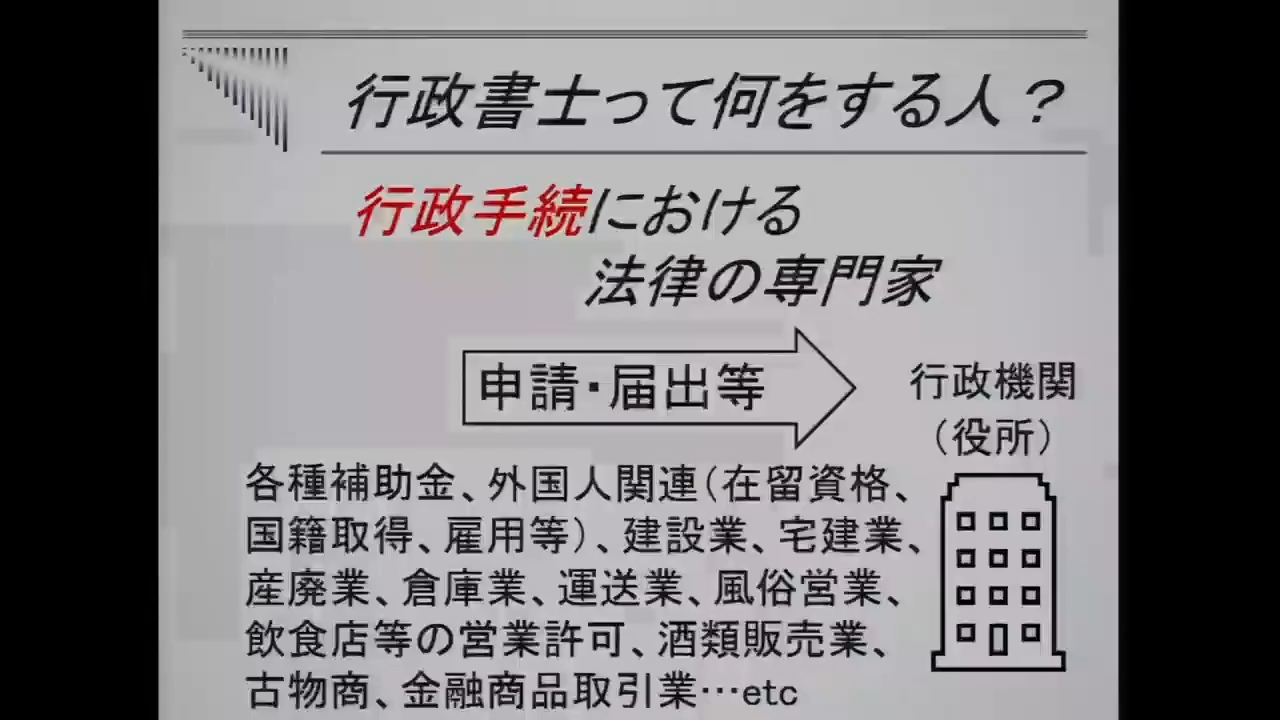 行政書士って何をする人？
行政手続における
法律の専門家
申請・届出等
行政機関
（役所）
各種補助金、外国人関連（在留資格、
国籍取得、雇用等）、建設業、宅建業、
産廃業、倉庫業、運送業、風俗営業、
飲食店等の営業許可、酒類販売業、
古物商、金融商品取引業…etc